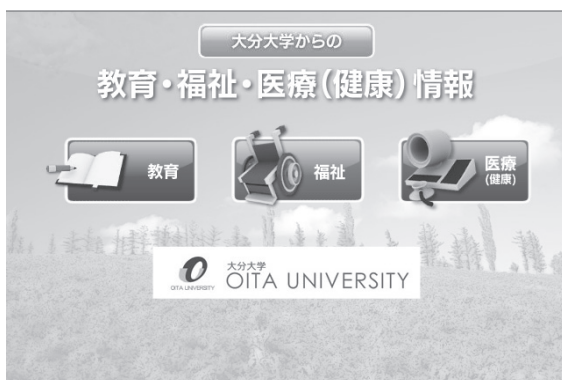 大分大学からの
教育・福祉・医療(健康)情報
教育
福祉
医療
(健康)
大分大学
OITA UNIVERSITY
OITA UNIVERSITY